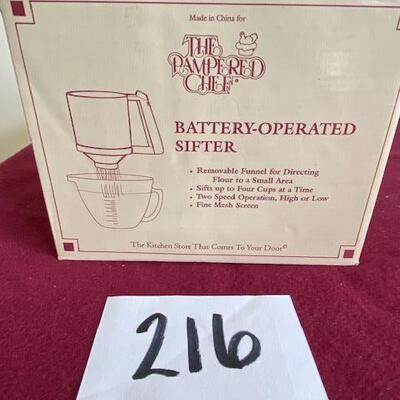 Made in China for
THE
PAMPERED
CHEF®
BATTERY-OPERATED
SIFTER
• Removable Funnel for Directing
Flour to a Small Area
• Sifts up to Four Cups at a Time
• Two Speed Operation, High or Low
• Fine Mesh Screen
The Kitchen Store That Comes To Your Door©
216